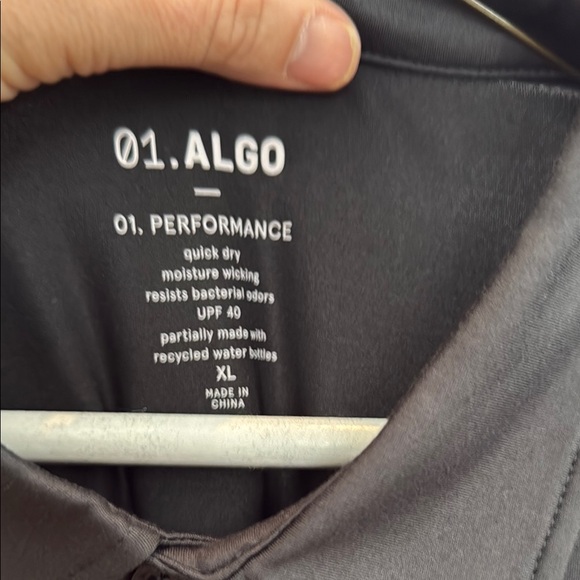 01.ALGO
01. PERFORMANCE
quick dry
moisture wicking
resists bacterial odors
UPF 40
partially made with
recycled water bottles
XL
MADE IN
CHINA